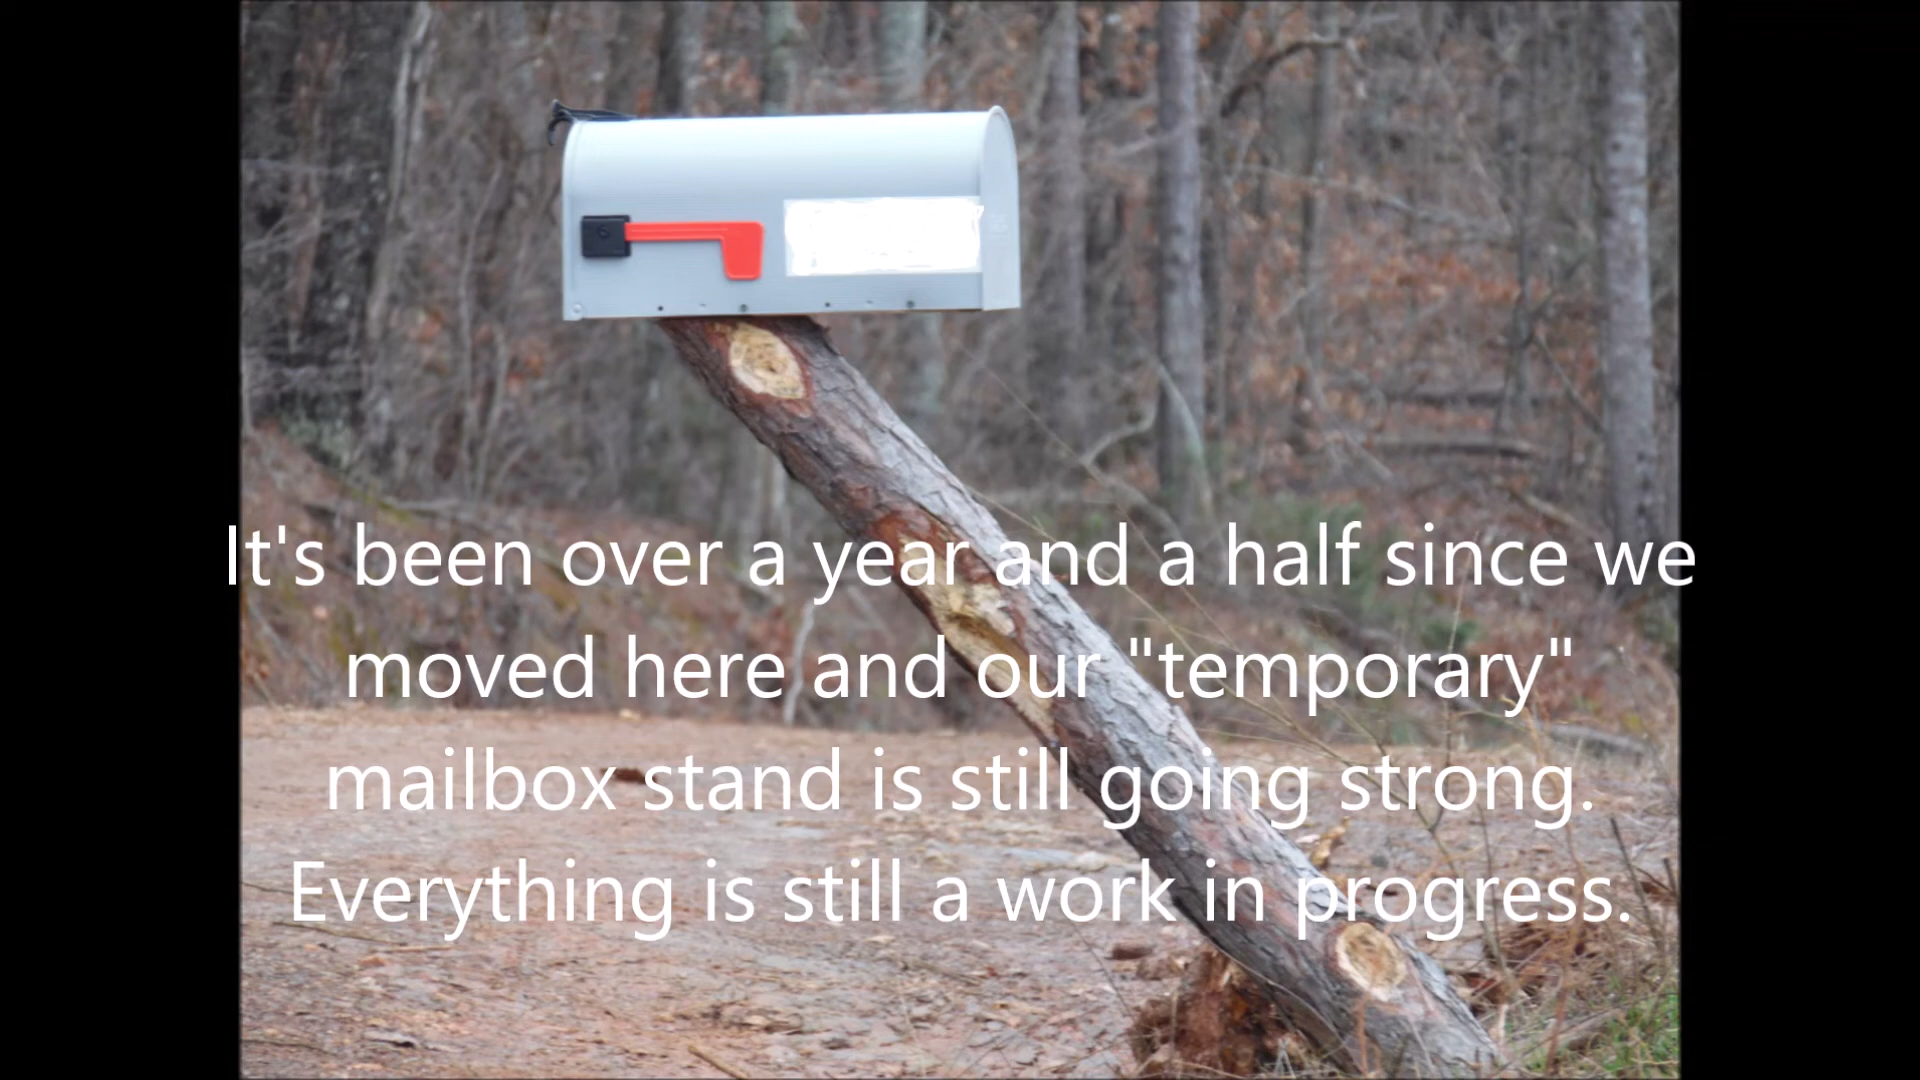 It's been over a year and a half since we
moved here and our "temporary"
mailbox stand is still going strong.
Everything is still a work in progress.